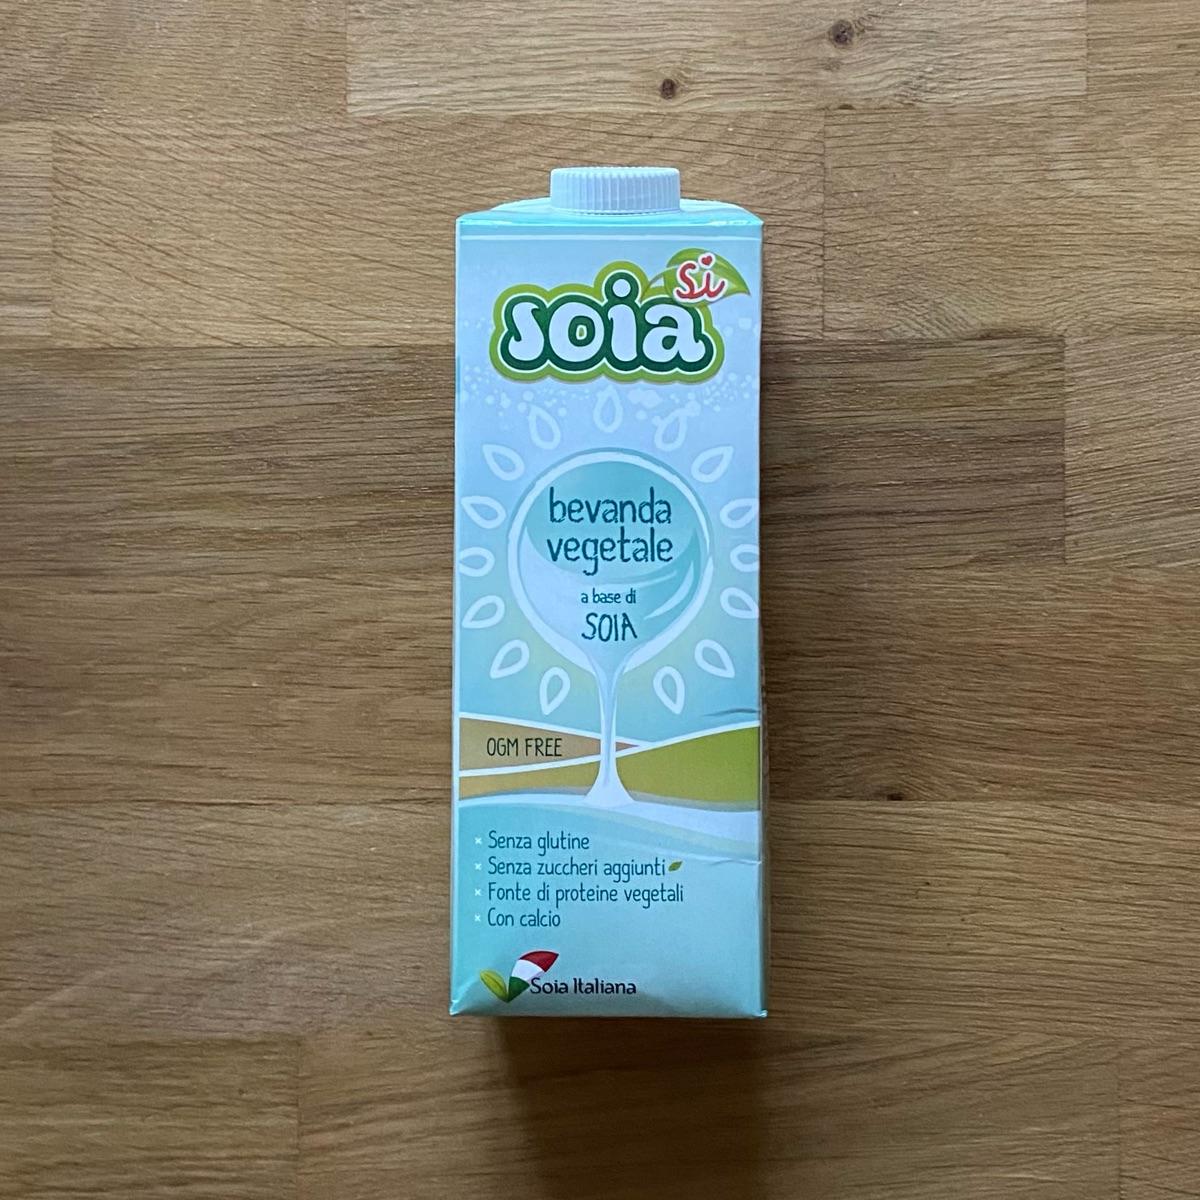 soia
si
bevanda
vegetale
a base di
SOIA
OGM FREE
Senza glutine
Senza zuccheri aggiunti
Fonte di proteine vegetali
Con calcio
Soia Italiana